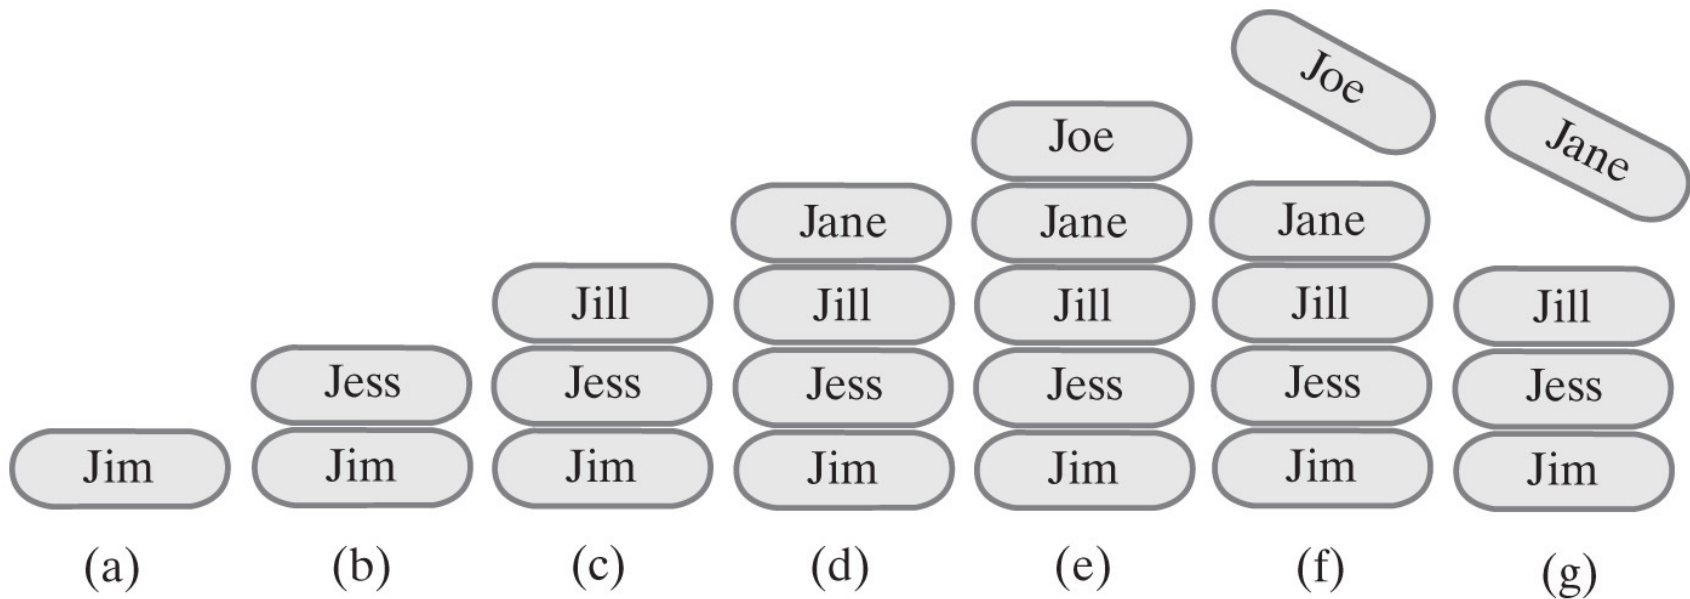 Jim
(a)
Jess
Jim
(b)
Jill
Jess
Jim
(c)
Jane
Jill
Jess
Jim
(d)
Joe
Jane
Jill
Jess
Jim
(e)
Joe
Jane
Jill
Jess
Jim
(f)
Jane
Jill
Jess
Jim
(g)